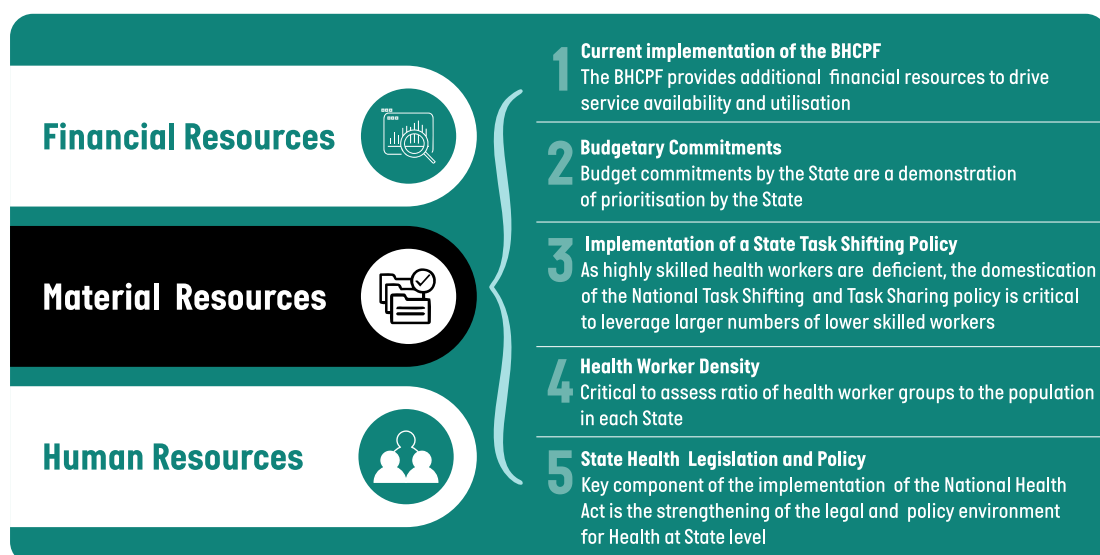 Financial Resources
Material Resources
Human Resources
1
Current implementation of the BHCPF
The BHCPF provides additional financial resources to drive
service availability and utilisation
2
Budgetary Commitments
Budget commitments by the State are a demonstration
of prioritisation by the State
3
Implementation of a State Task Shifting Policy
As highly skilled health workers are deficient, the domestication
of the National Task Shifting and Task Sharing policy is critical
to leverage larger numbers of lower skilled workers
4
Health Worker Density
Critical to assess ratio of health worker groups to the population
in each State
5
State Health Legislation and Policy
Key component of the implementation of the National Health
Act is the strengthening of the legal and policy environment
for Health at State level